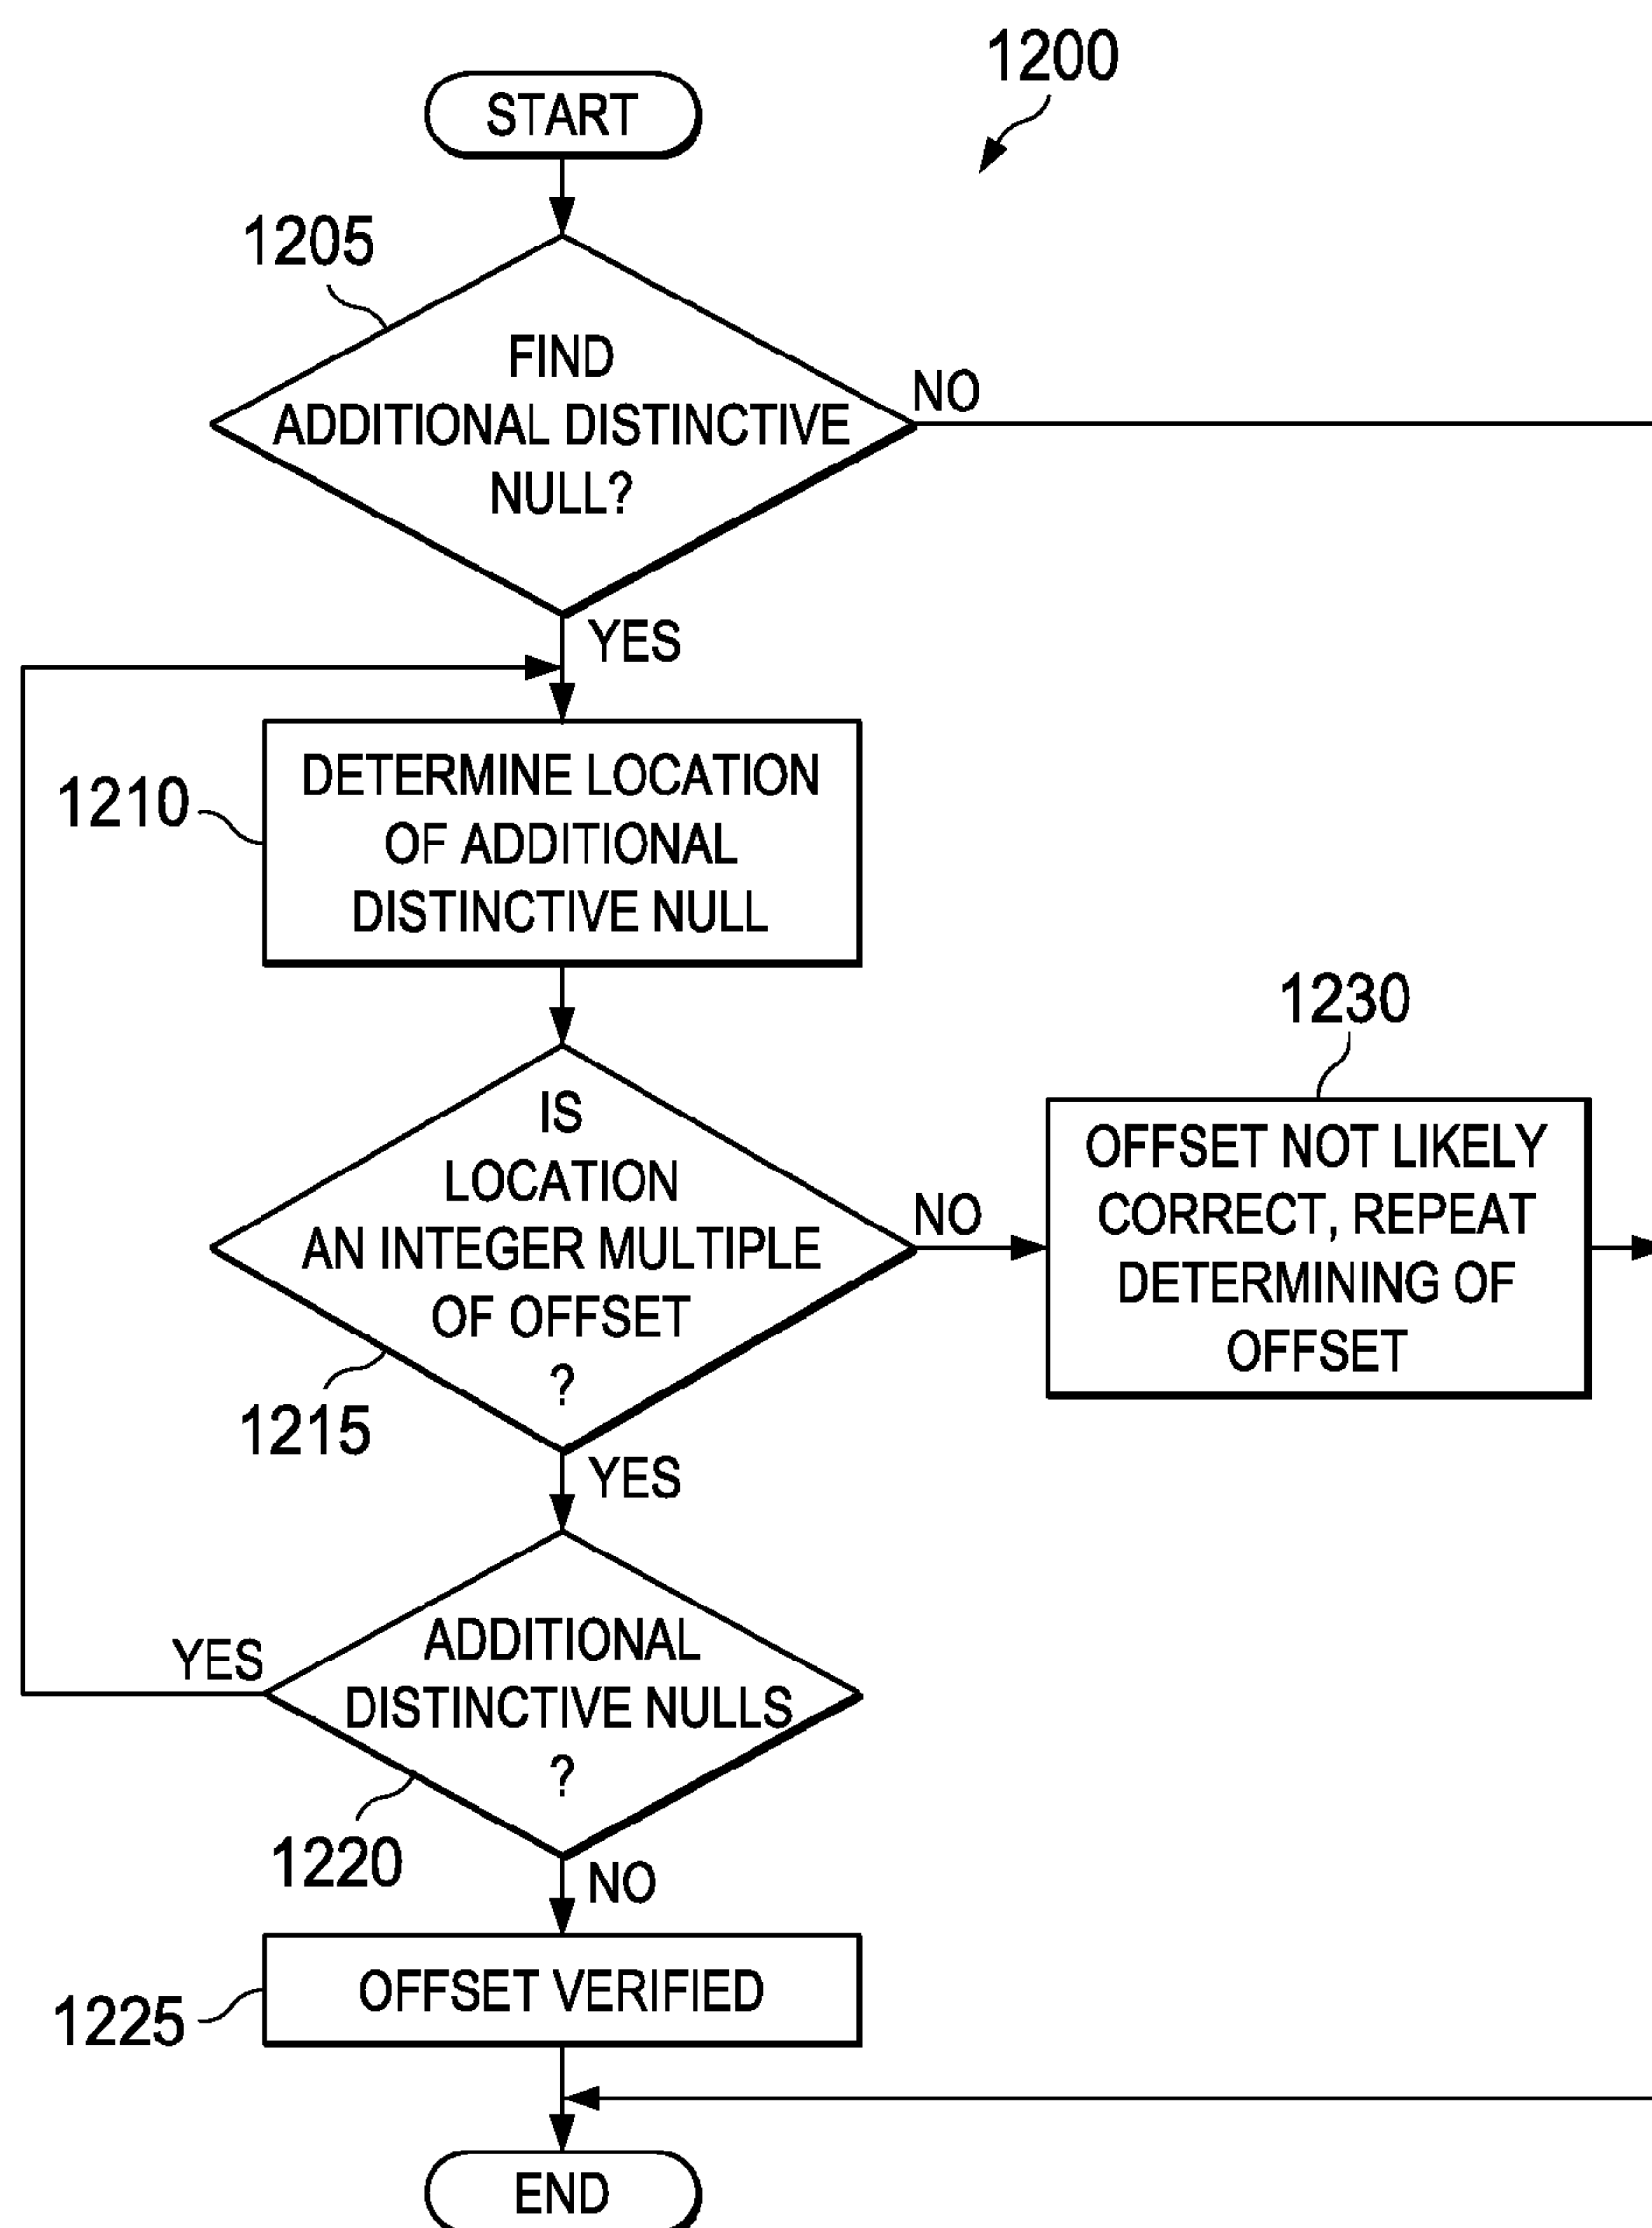 1200
START
1205
FIND
ADDITIONAL DISTINCTIVE
NULL?
NO
YES
1210
DETERMINE LOCATION
OF ADDITIONAL
DISTINCTIVE NULL
IS
LOCATION
AN INTEGER MULTIPLE
OF OFFSET
?
1215
NO
1230
OFFSET NOT LIKELY
CORRECT, REPEAT
DETERMINING OF
OFFSET
YES
ADDITIONAL
DISTINCTIVE NULLS
?
YES
1220
NO
OFFSET VERIFIED
1225
END